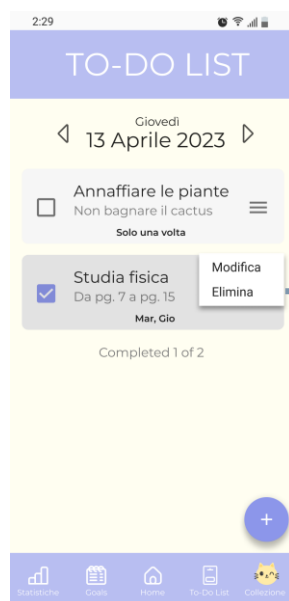 2:29
TO-DO LIST
Giovedì
13 Aprile 2023
Annaffiare le piante
Non bagnare il cactus
Solo una volta
Studia fisica
Da pg. 7 a pg. 15
Mar, Gio
Modifica
Elimina
Completed 1 of 2
+
Statistiche Goals Home To-Do List Collezione